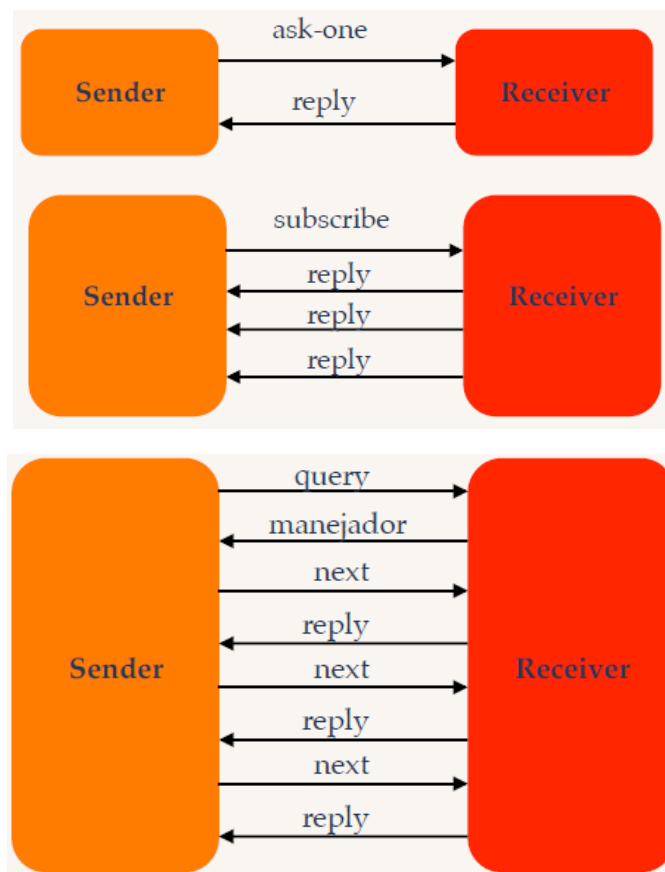 ask-one
Sender
Receiver
reply
subscribe
reply
Sender
Receiver
reply
reply
query
manejador
next
reply
Sender
Receiver
next
reply
next
reply